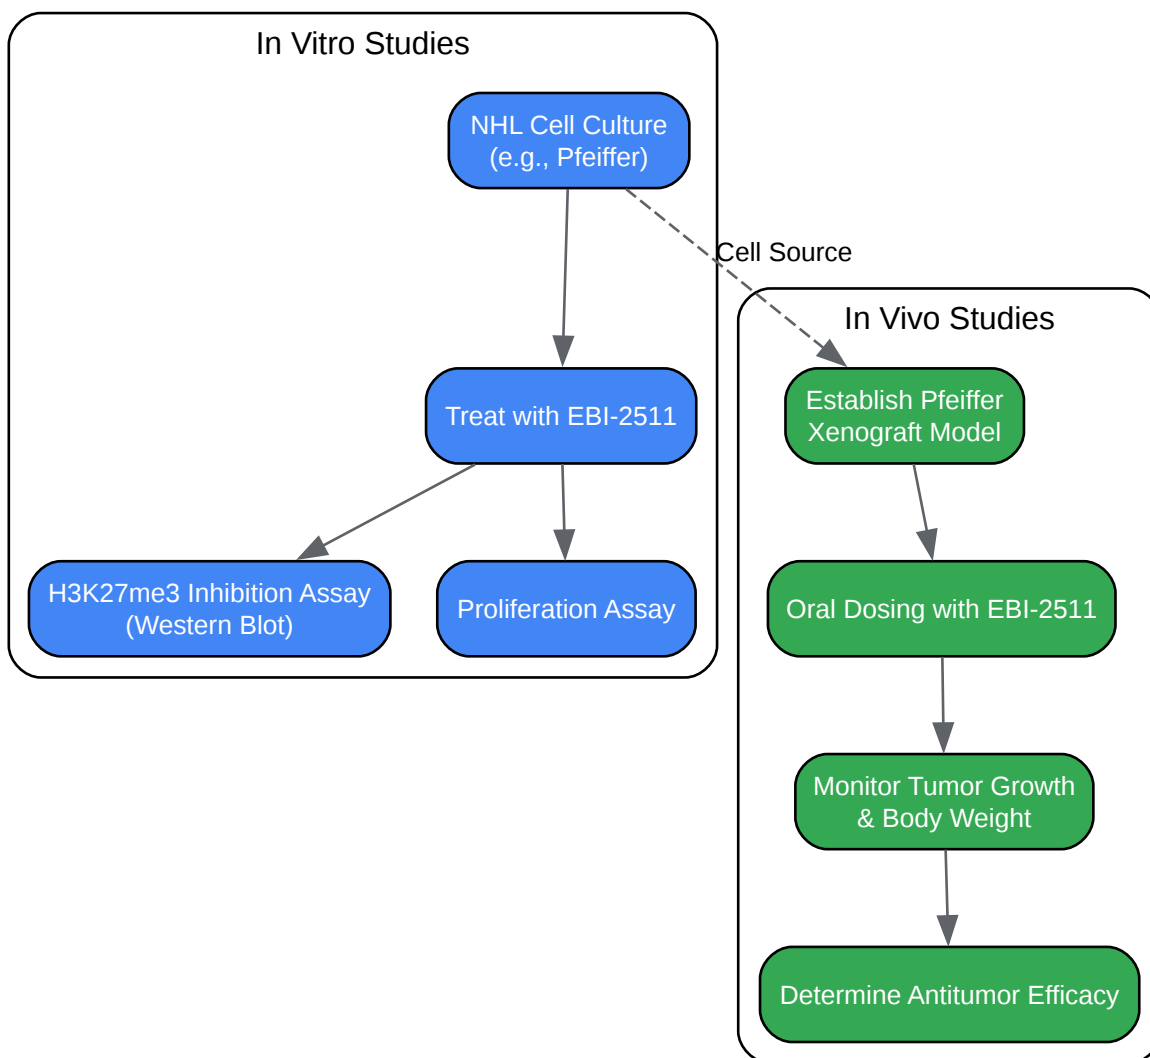 In Vitro Studies
NHL Cell Culture
(e.g., Pfeiffer)
Cell Source
In Vivo Studies
Treat with EBI-2511
Establish Pfeiffer
Xenograft Model
H3K27me3 Inhibition Assay
(Western Blot)
Proliferation Assay
Oral Dosing with EBI-2511
Monitor Tumor Growth
& Body Weight
Determine Antitumor Efficacy